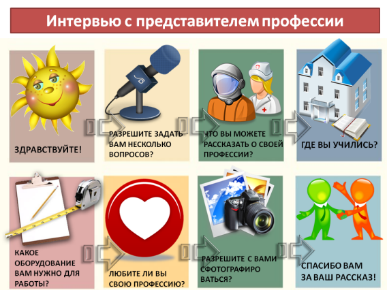 Интервью с представителем профессии
ЗДРАВСТВУЙТЕ!
РАЗРЕШИТЕ ЗАДАТЬ
ВАМ НЕСКОЛЬКО
ВОПРОСОВ?
ЧТО ВЫ МОЖЕТЕ
РАССКАЗАТЬ О СВОЕЙ
ПРОФЕССИИ?
ГДЕ ВЫ УЧИЛИСЬ?
КАКОЕ
ОБОРУДОВАНИЕ
ВАМ НУЖНО ДЛЯ
РАБОТЫ?
ЛЮБИТЕ ЛИ ВЫ
СВОЮ ПРОФЕССИЮ?
РАЗРЕШИТЕ С ВАМИ
СФОТОГРАФИРО
ВАТЬСЯ?
СПАСИБО ВАМ
ЗА ВАШ РАССКАЗ!